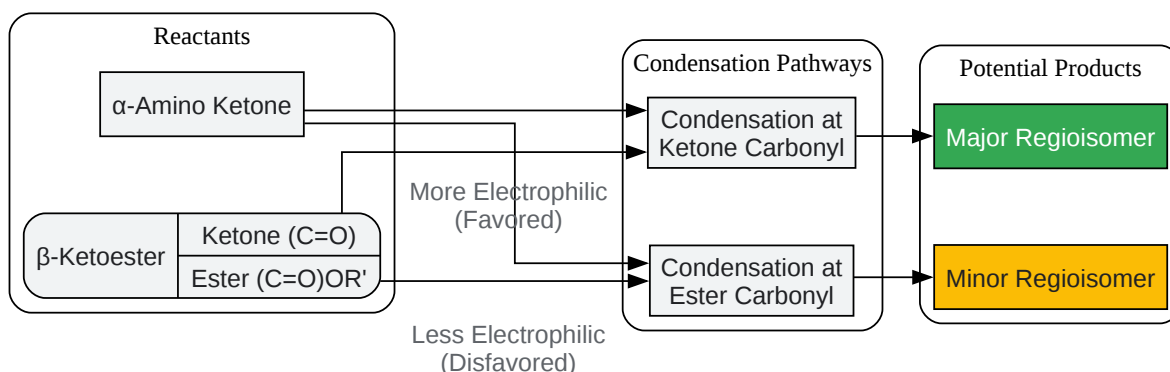 Reactants
α-Amino Ketone
β-Ketoester
Ketone (C=O)
Ester (C=O)OR'
More Electrophilic
(Favored)
Less Electrophilic
(Disfavored)
Condensation Pathways
Condensation at
Ketone Carbonyl
Condensation at
Ester Carbonyl
Potential Products
Major Regioisomer
Minor Regioisomer